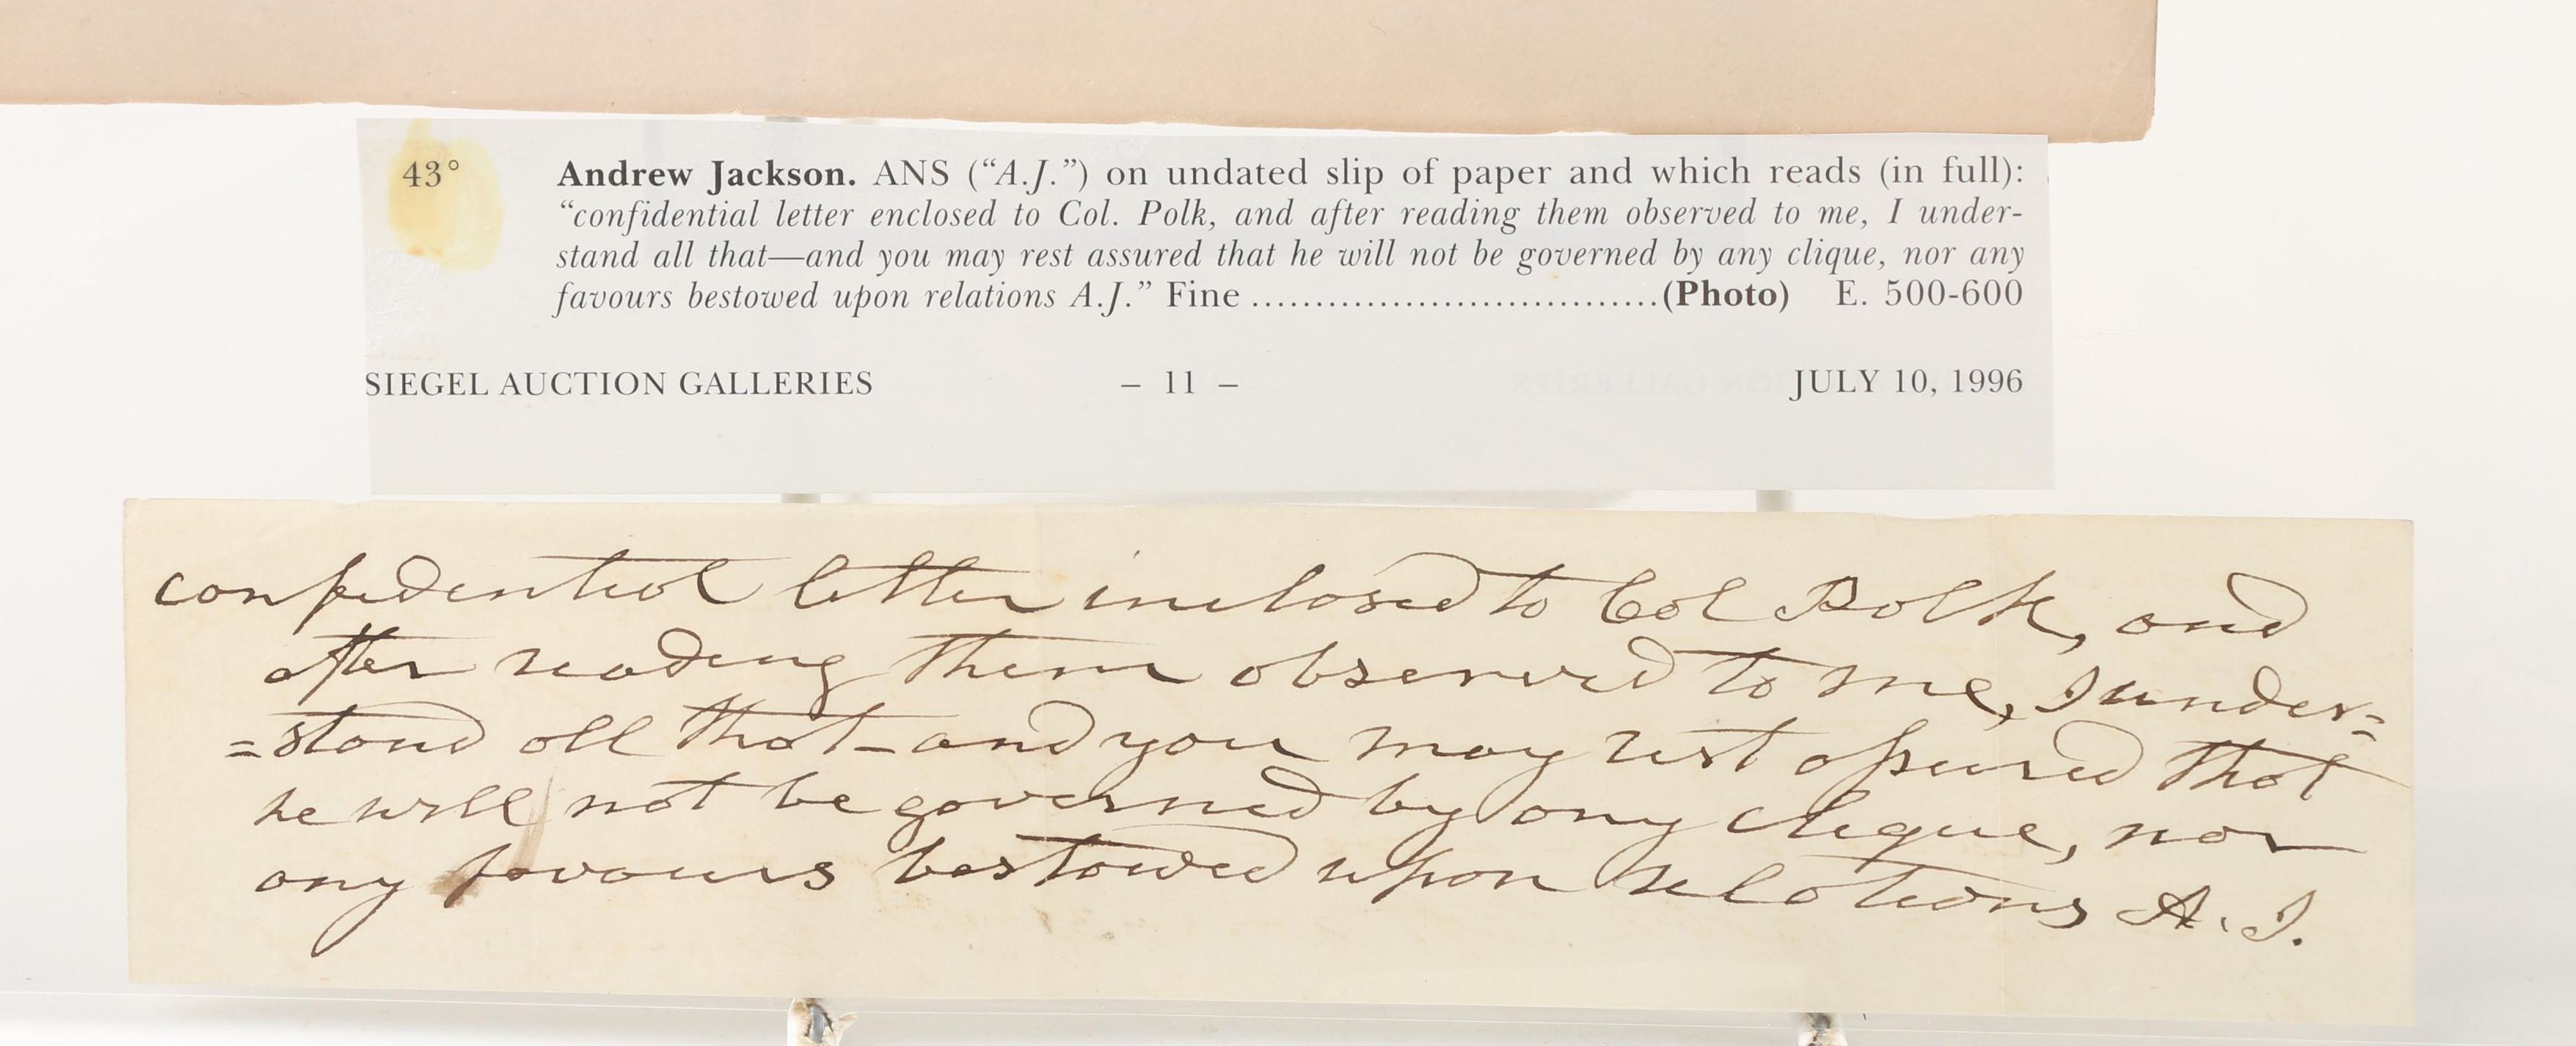 43°
Andrew Jackson. ANS (“A.J.”) on undated slip of paper and which reads (in full):
“confidential letter enclosed to Col. Polk, and after reading them observed to me, I under-
stand all that—and you may rest assured that he will not be governed by any clique, nor any
favours bestowed upon relations A.J.” Fine ................................(Photo) E. 500-600
SIEGEL AUCTION GALLERIES – 11 – JULY 10, 1996
confidential letter inclosed to Col Polk, and
after reading them observed to me, I under=
=stand all that–and you may rest assured that
he will not be governed by any clique, nor
any favours bestowed upon relations A. J.